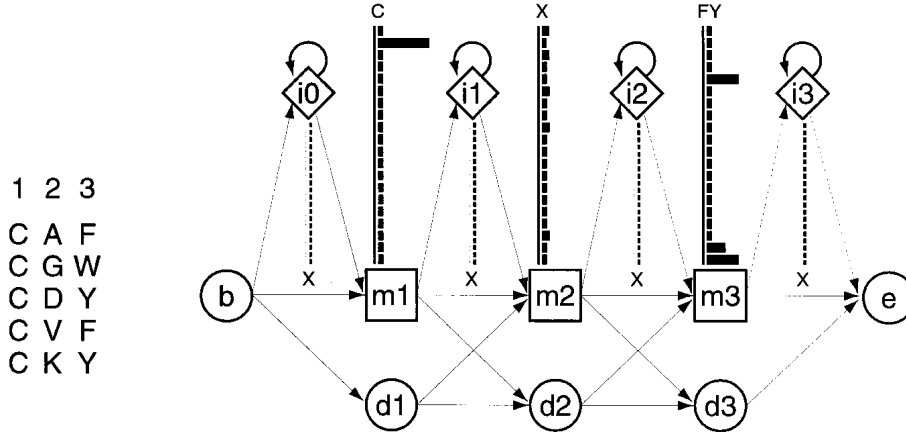 C X FY
i0 i1 i2 i3
1 2 3
C A F
C G W
C D Y
C V F
C K Y
X X X X
b m1 m2 m3 e
d1 d2 d3